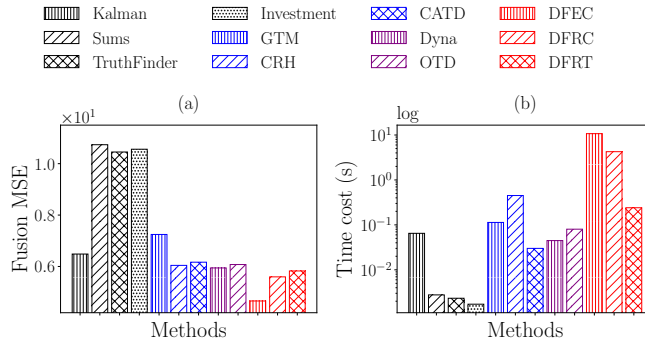 Kalman Investment CATD DFEC
Sums GTM Dyna DFRC
TruthFinder CRH OTD DFRT
(a) (b)
×10¹ log
1.0
0.8
0.6
Fusion MSE
Methods
10¹
10⁰
10⁻¹
10⁻²
Time cost (s)
Methods